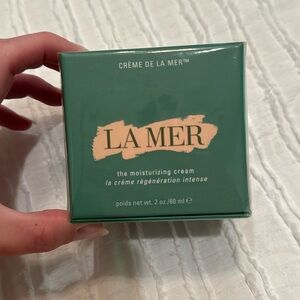 CRÈME DE LA MER™
LA MER
the moisturizing cream
la crème régénération intense
poids net wt. 2 oz/60 ml ℮